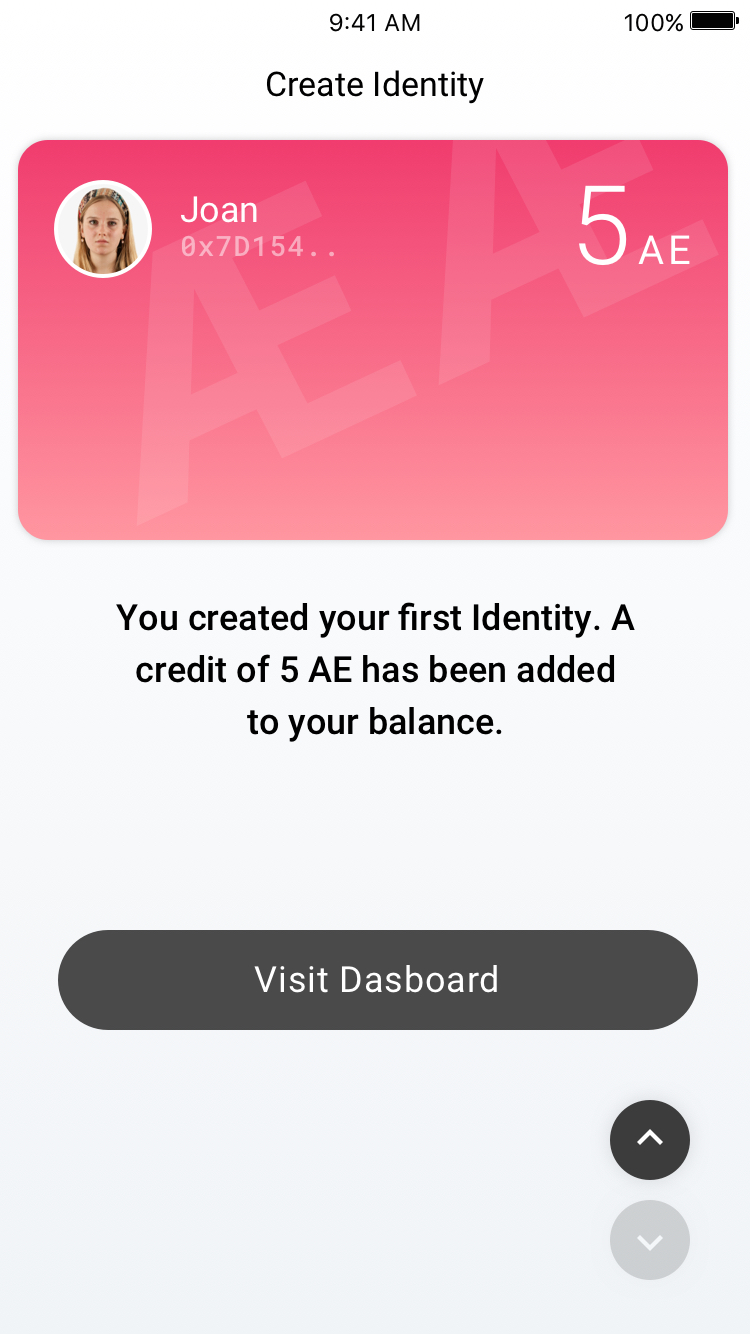 9:41 AM
100%
Create Identity
Joan
0x7D154..
5 AE
Æ Æ
You created your first Identity. A
credit of 5 AE has been added
to your balance.
Visit Dasboard